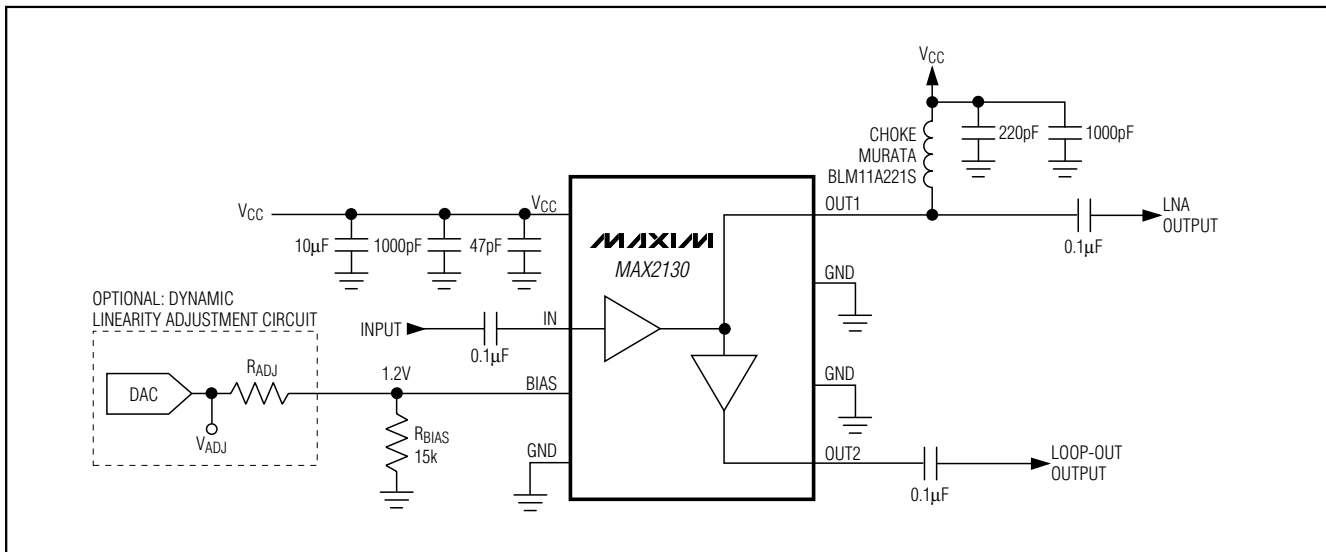 VCC
CHOKE
MURATA
BLM11A221S
220pF
1000pF
VCC
VCC
10µF
1000pF
47pF
MAXIM
MAX2130
OUT1
LNA
OUTPUT
0.1µF
GND
OPTIONAL: DYNAMIC
LINEARITY ADJUSTMENT CIRCUIT
INPUT
IN
0.1µF
DAC
RADJ
VADJ
1.2V
BIAS
GND
RBIAS
15k
GND
OUT2
LOOP-OUT
OUTPUT
0.1µF